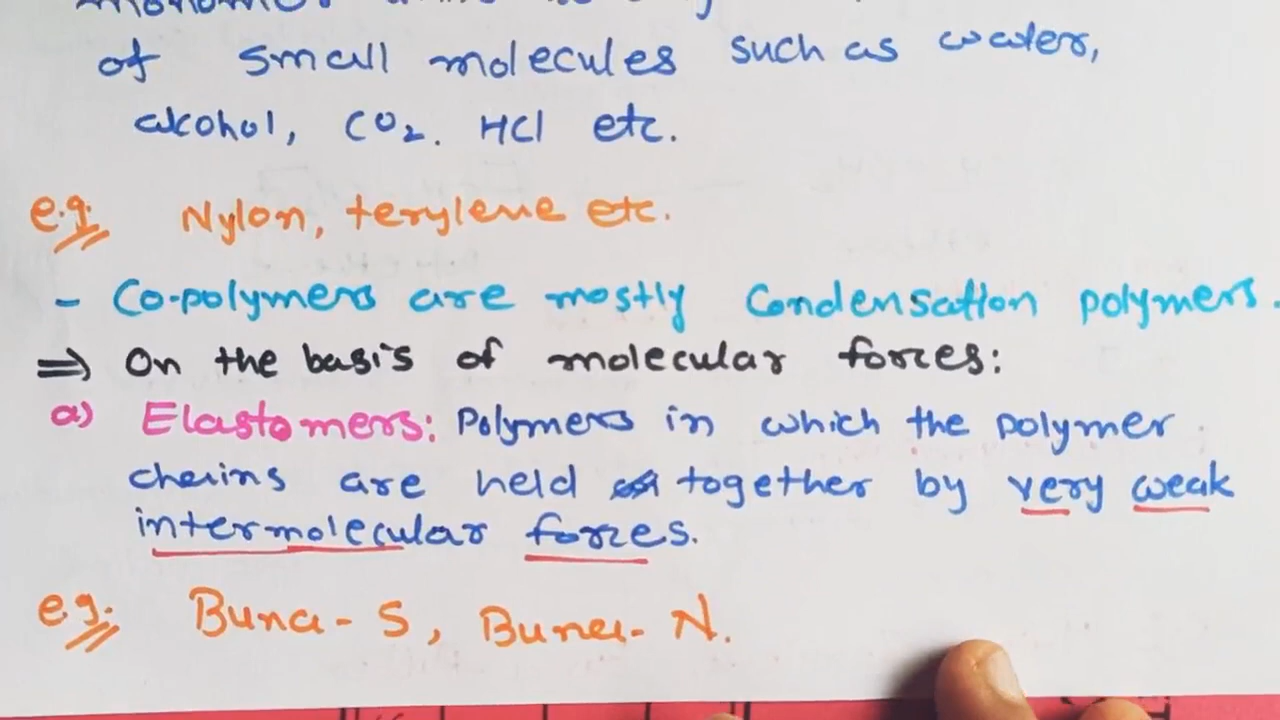 of small molecules such as water,
alcohol, CO₂. HCl etc.
e.g. Nylon, terylene etc.
- Co-polymers are mostly Condensation polymers.
⇒ On the basis of molecular forces:
a) Elastomers: Polymers in which the polymer
chains are held together by very weak
intermolecular forces.
e.g. Buna-S, Buna-N.